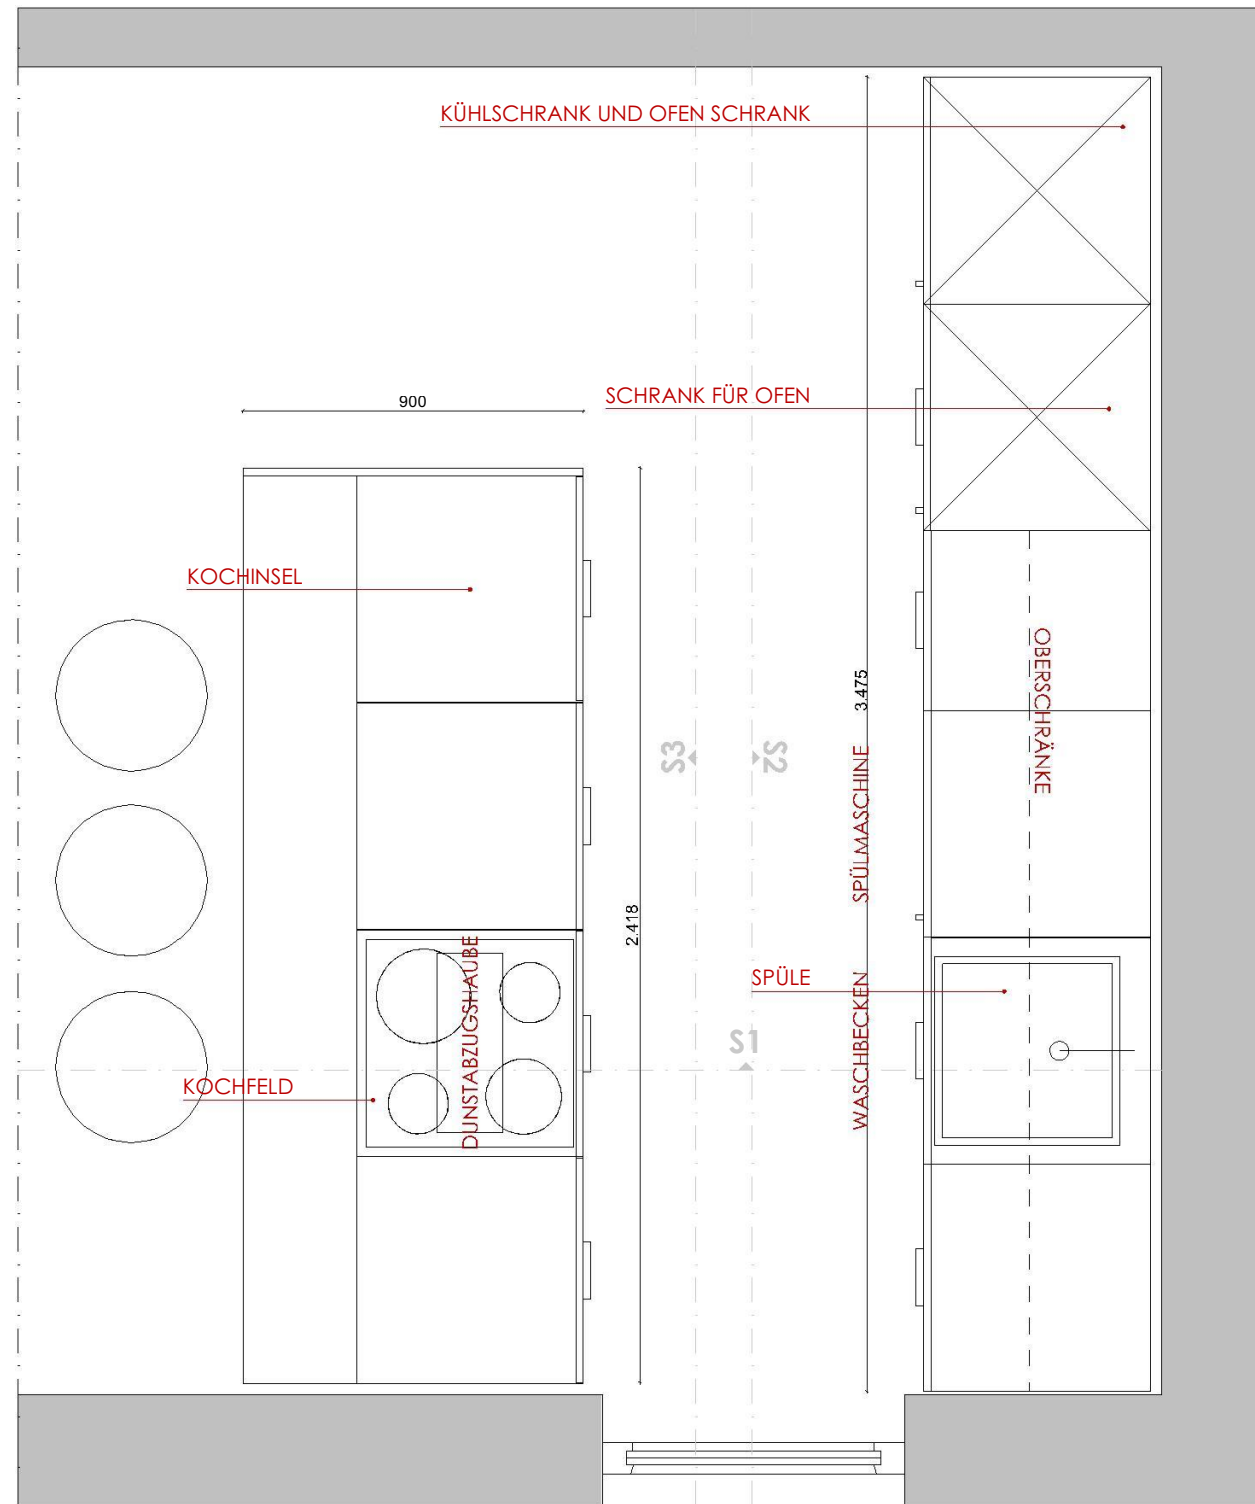 KÜHLSCHRANK UND OFEN SCHRANK
SCHRANK FÜR OFEN
900
KOCHINSEL
OBERSCHRÄNKE
3.475
S3
S2
SPÜLMASCHINE
2.418
DUNSTABZUGSHAUBE
SPÜLE
WASCHBECKEN
S1
KOCHFELD